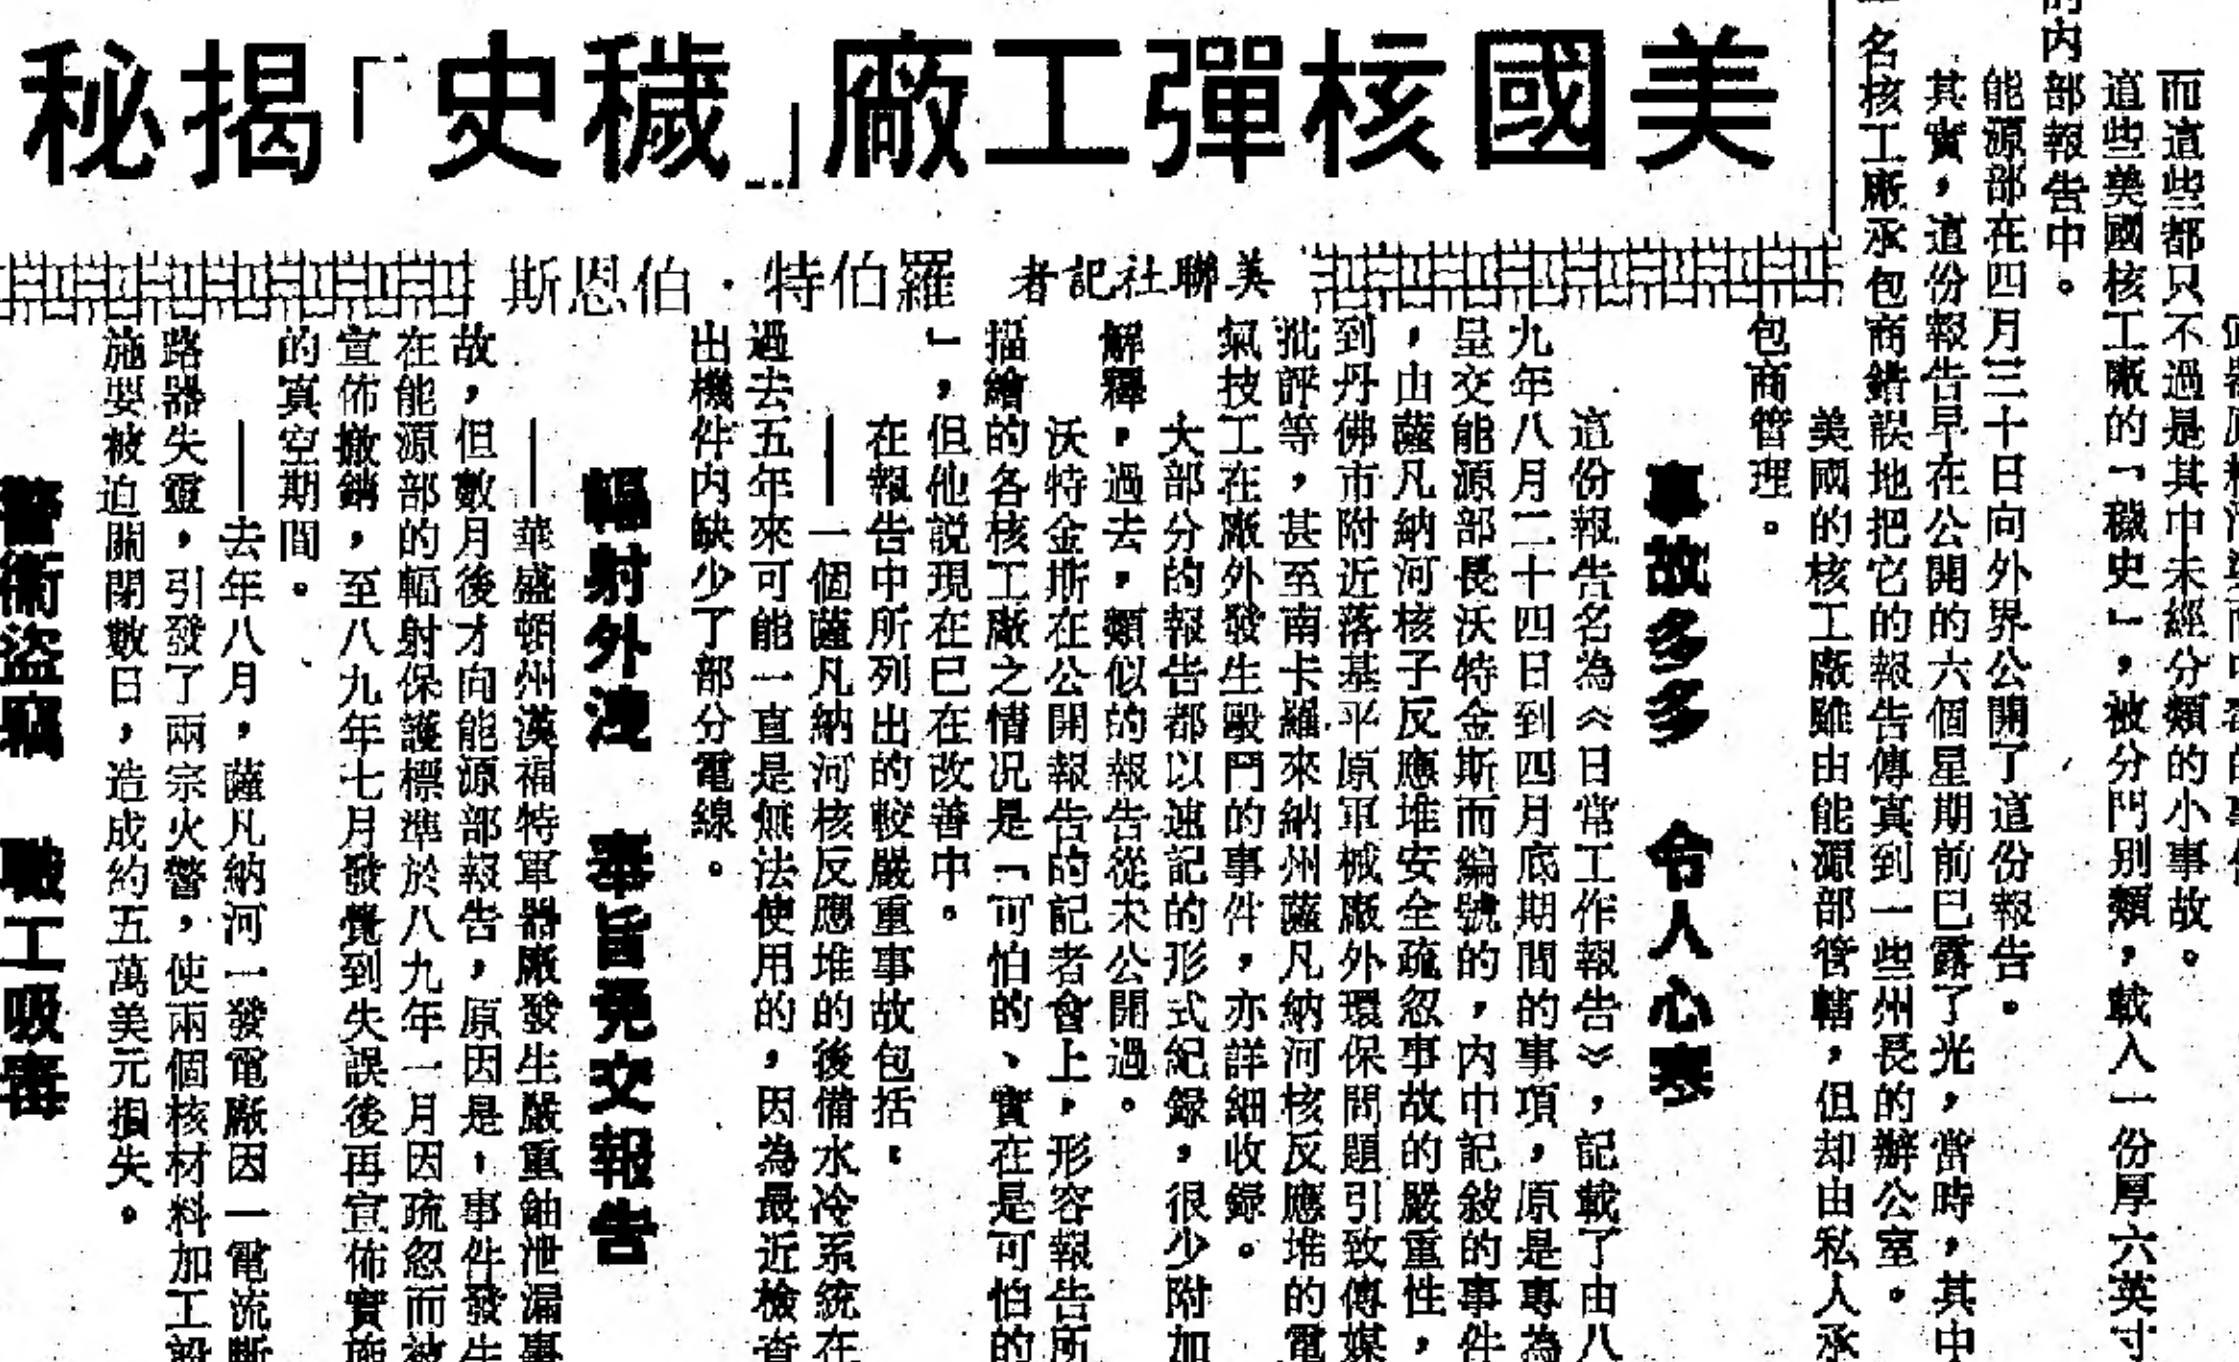 美國核彈工廠「穢史」揭秘
美聯社記者 羅伯特·伯恩斯
而這些都只不過是其中未經分類的小事故。
這些美國核工廠的「穢史」,被分門別類,載入一份厚六英寸
的內部報告中。
能源部在四月三十日向外界公開了這份報告。
其實,這份報告早在公開的六個星期前已露了光,當時,其中
名核工廠承包商錯誤地把它的報告傳真到一些州長的辦公室。
美國的核工廠雖由能源部管轄,但却由私人承
包商管理。
事故多多 令人心寒
這份報告名為《日常工作報告》,記載了由八
九年八月二十四日到四月底期間的事項,原是專為
呈交能源部長沃特金斯而編號的,內中記敍的事件
,由薩凡納河核子反應堆安全疏忽事故的嚴重性,
到丹佛市附近落基平原軍械廠外環保問題引致傳媒
批評等,甚至南卡羅來納州薩凡納河核反應堆的電
氣技工在廠外發生毆鬥的事件,亦詳細收錄。
大部分的報告都以速記的形式紀録,很少附加
解釋,過去,類似的報告從未公開過。
沃特金斯在公開報告的記者會上,形容報告所
描繪的各核工廠之情况是「可怕的、實在是可怕的
」,但他説現在已在改善中。
在報告中所列出的較嚴重事故包括:
——一個薩凡納河核反應堆的後備水冷系統在
過去五年來可能一直是無法使用的,因為最近檢查
出機件内缺少了部分電線。
輻射外洩 奉旨免交報告
——華盛頓州漢福特軍器廠發生嚴重鈾泄漏事
故,但數月後才向能源部報告,原因是,事件發生
在能源部的輻射保護標準於八九年一月因疏忽而被
宣佈撤銷,至八九年七月發覺到失誤後再宣佈實施
的真空期間。
——去年八月,薩凡納河一發電廠因一電流斷
路器失靈,引發了兩宗火警,使兩個核材料加工設
施要被迫關閉數日,造成約五萬美元損失。
警衛盜竊 職工吸毒